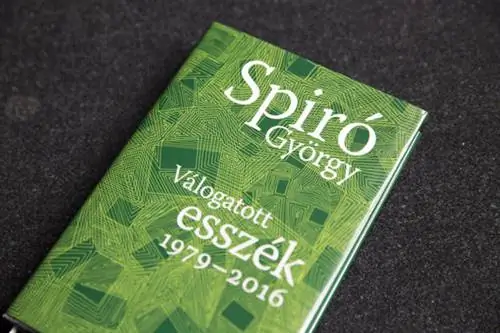 Spiró
György
Válogatott
esszék
1979–2016